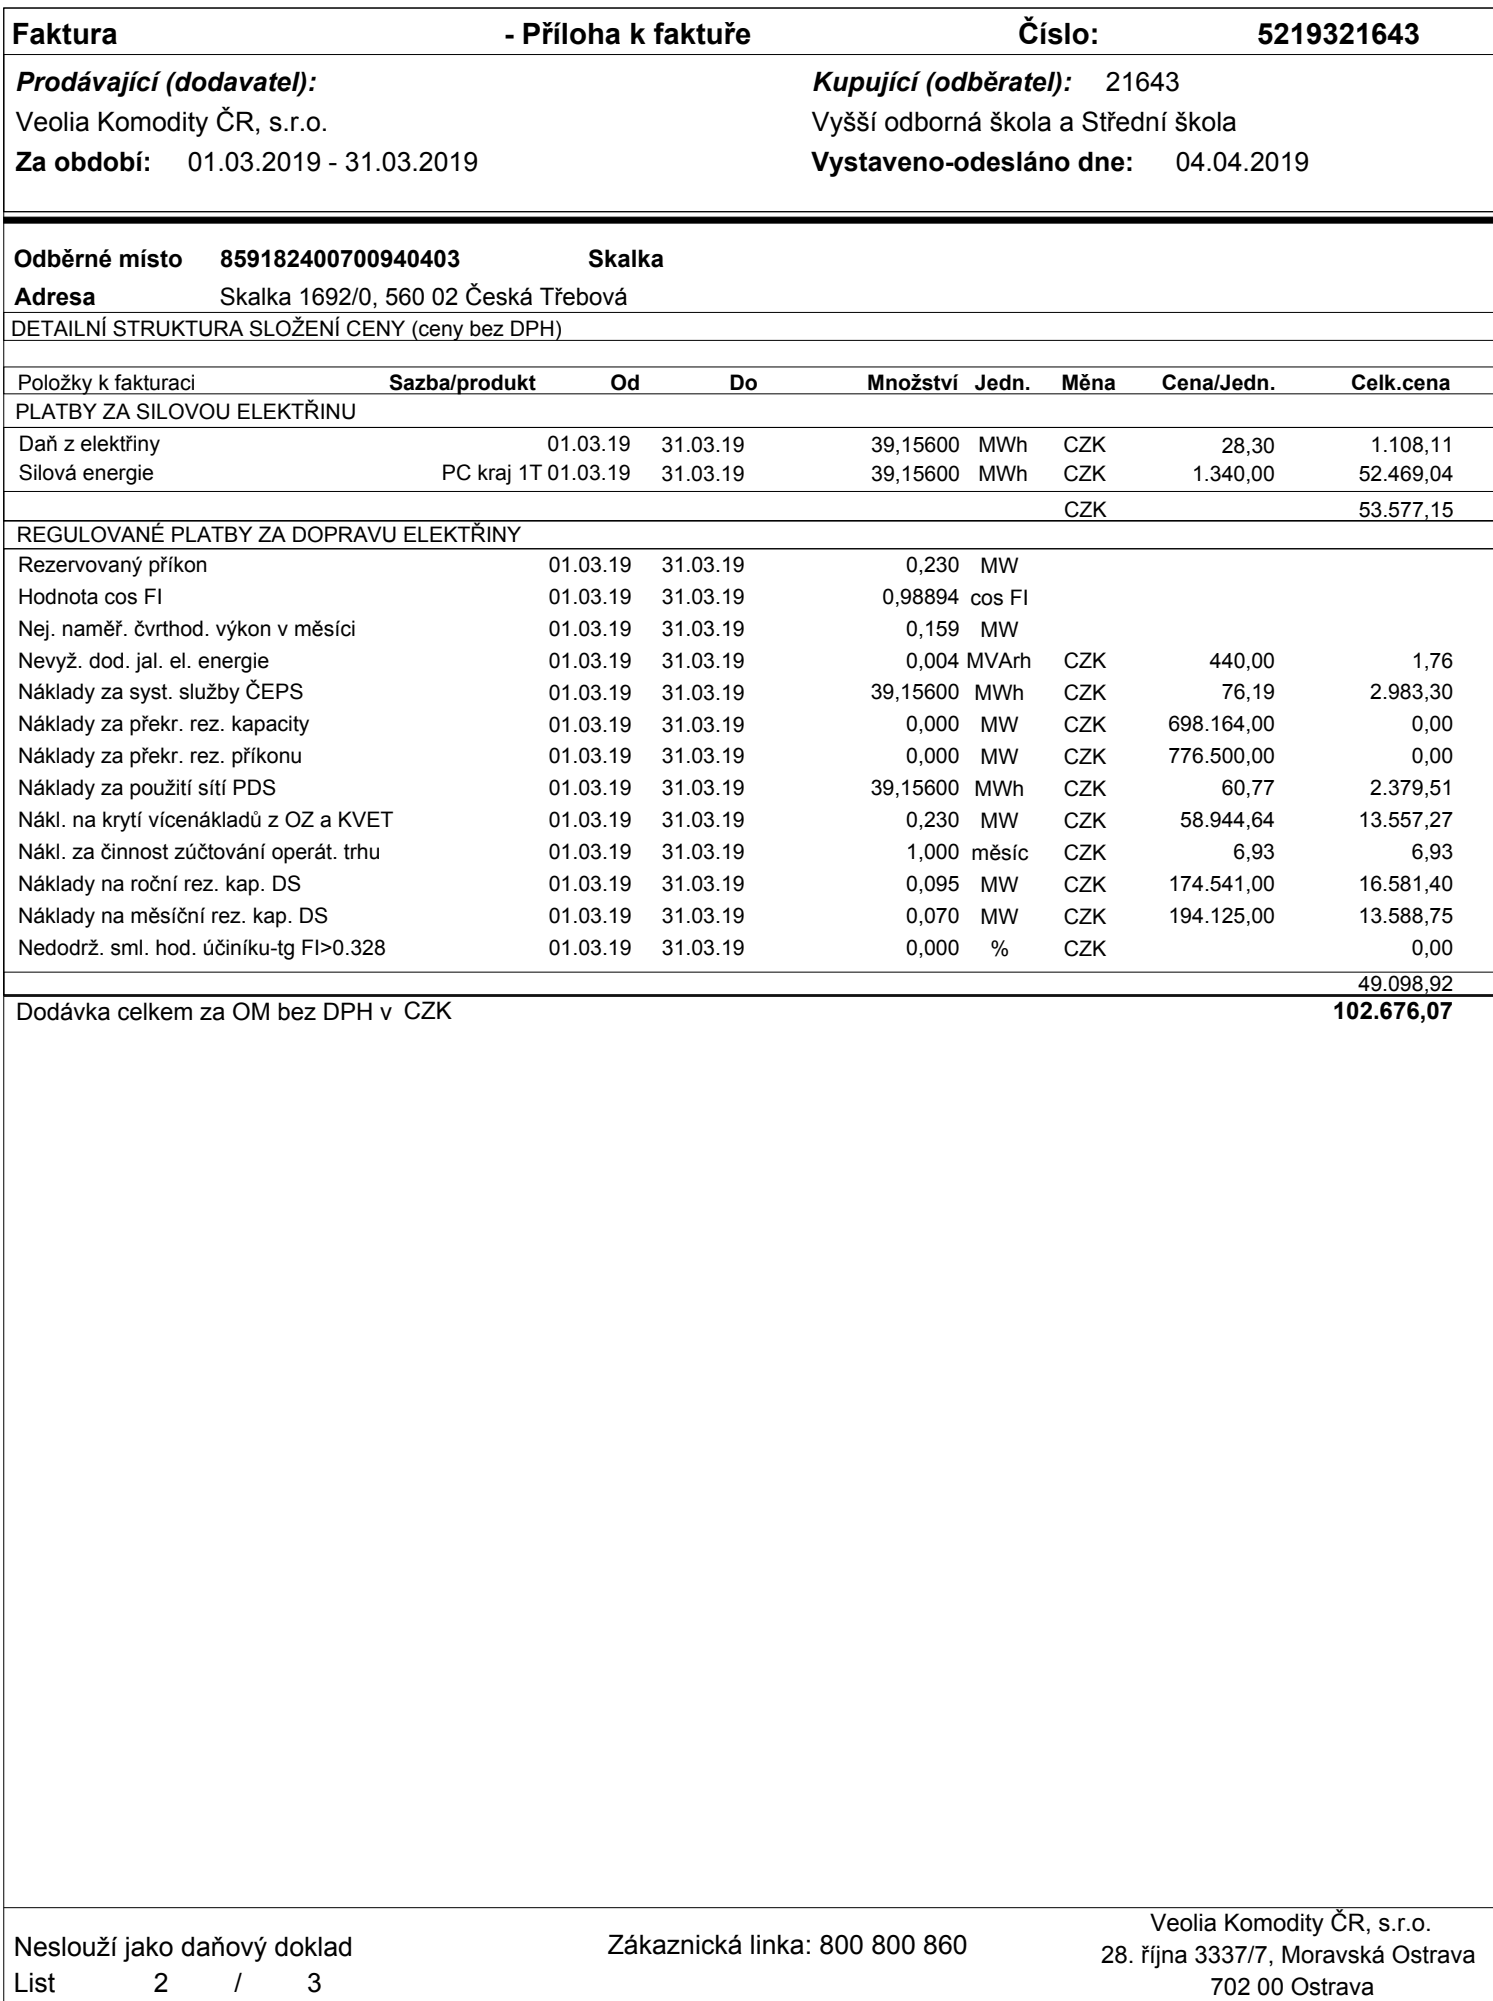 Faktura - Příloha k faktuře Číslo: 5219321643
Prodávající (dodavatel): Kupující (odběratel): 21643
Veolia Komodity ČR, s.r.o. Vyšší odborná škola a Střední škola
Za období: 01.03.2019 - 31.03.2019 Vystaveno-odesláno dne: 04.04.2019
Odběrné místo 859182400700940403 Skalka
Adresa Skalka 1692/0, 560 02 Česká Třebová
DETAILNÍ STRUKTURA SLOŽENÍ CENY (ceny bez DPH)
Položky k fakturaci Sazba/produkt Od Do Množství Jedn. Měna Cena/Jedn. Celk.cena
PLATBY ZA SILOVOU ELEKTŘINU
Daň z elektřiny 01.03.19 31.03.19 39,15600 MWh CZK 28,30 1.108,11
Silová energie PC kraj 1T 01.03.19 31.03.19 39,15600 MWh CZK 1.340,00 52.469,04
CZK 53.577,15
REGULOVANÉ PLATBY ZA DOPRAVU ELEKTŘINY
Rezervovaný příkon 01.03.19 31.03.19 0,230 MW
Hodnota cos FI 01.03.19 31.03.19 0,98894 cos FI
Nej. naměř. čvrthod. výkon v měsíci 01.03.19 31.03.19 0,159 MW
Nevyž. dod. jal. el. energie 01.03.19 31.03.19 0,004 MVArh CZK 440,00 1,76
Náklady za syst. služby ČEPS 01.03.19 31.03.19 39,15600 MWh CZK 76,19 2.983,30
Náklady za překr. rez. kapacity 01.03.19 31.03.19 0,000 MW CZK 698.164,00 0,00
Náklady za překr. rez. příkonu 01.03.19 31.03.19 0,000 MW CZK 776.500,00 0,00
Náklady za použití sítí PDS 01.03.19 31.03.19 39,15600 MWh CZK 60,77 2.379,51
Nákl. na krytí vícenákladů z OZ a KVET 01.03.19 31.03.19 0,230 MW CZK 58.944,64 13.557,27
Nákl. za činnost zúčtování operát. trhu 01.03.19 31.03.19 1,000 měsíc CZK 6,93 6,93
Náklady na roční rez. kap. DS 01.03.19 31.03.19 0,095 MW CZK 174.541,00 16.581,40
Náklady na měsíční rez. kap. DS 01.03.19 31.03.19 0,070 MW CZK 194.125,00 13.588,75
Nedodrž. sml. hod. účiníku-tg FI>0.328 01.03.19 31.03.19 0,000 % CZK 0,00
49.098,92
Dodávka celkem za OM bez DPH v CZK 102.676,07
Neslouží jako daňový doklad Zákaznická linka: 800 800 860 Veolia Komodity ČR, s.r.o.
28. října 3337/7, Moravská Ostrava
List 2 / 3 702 00 Ostrava